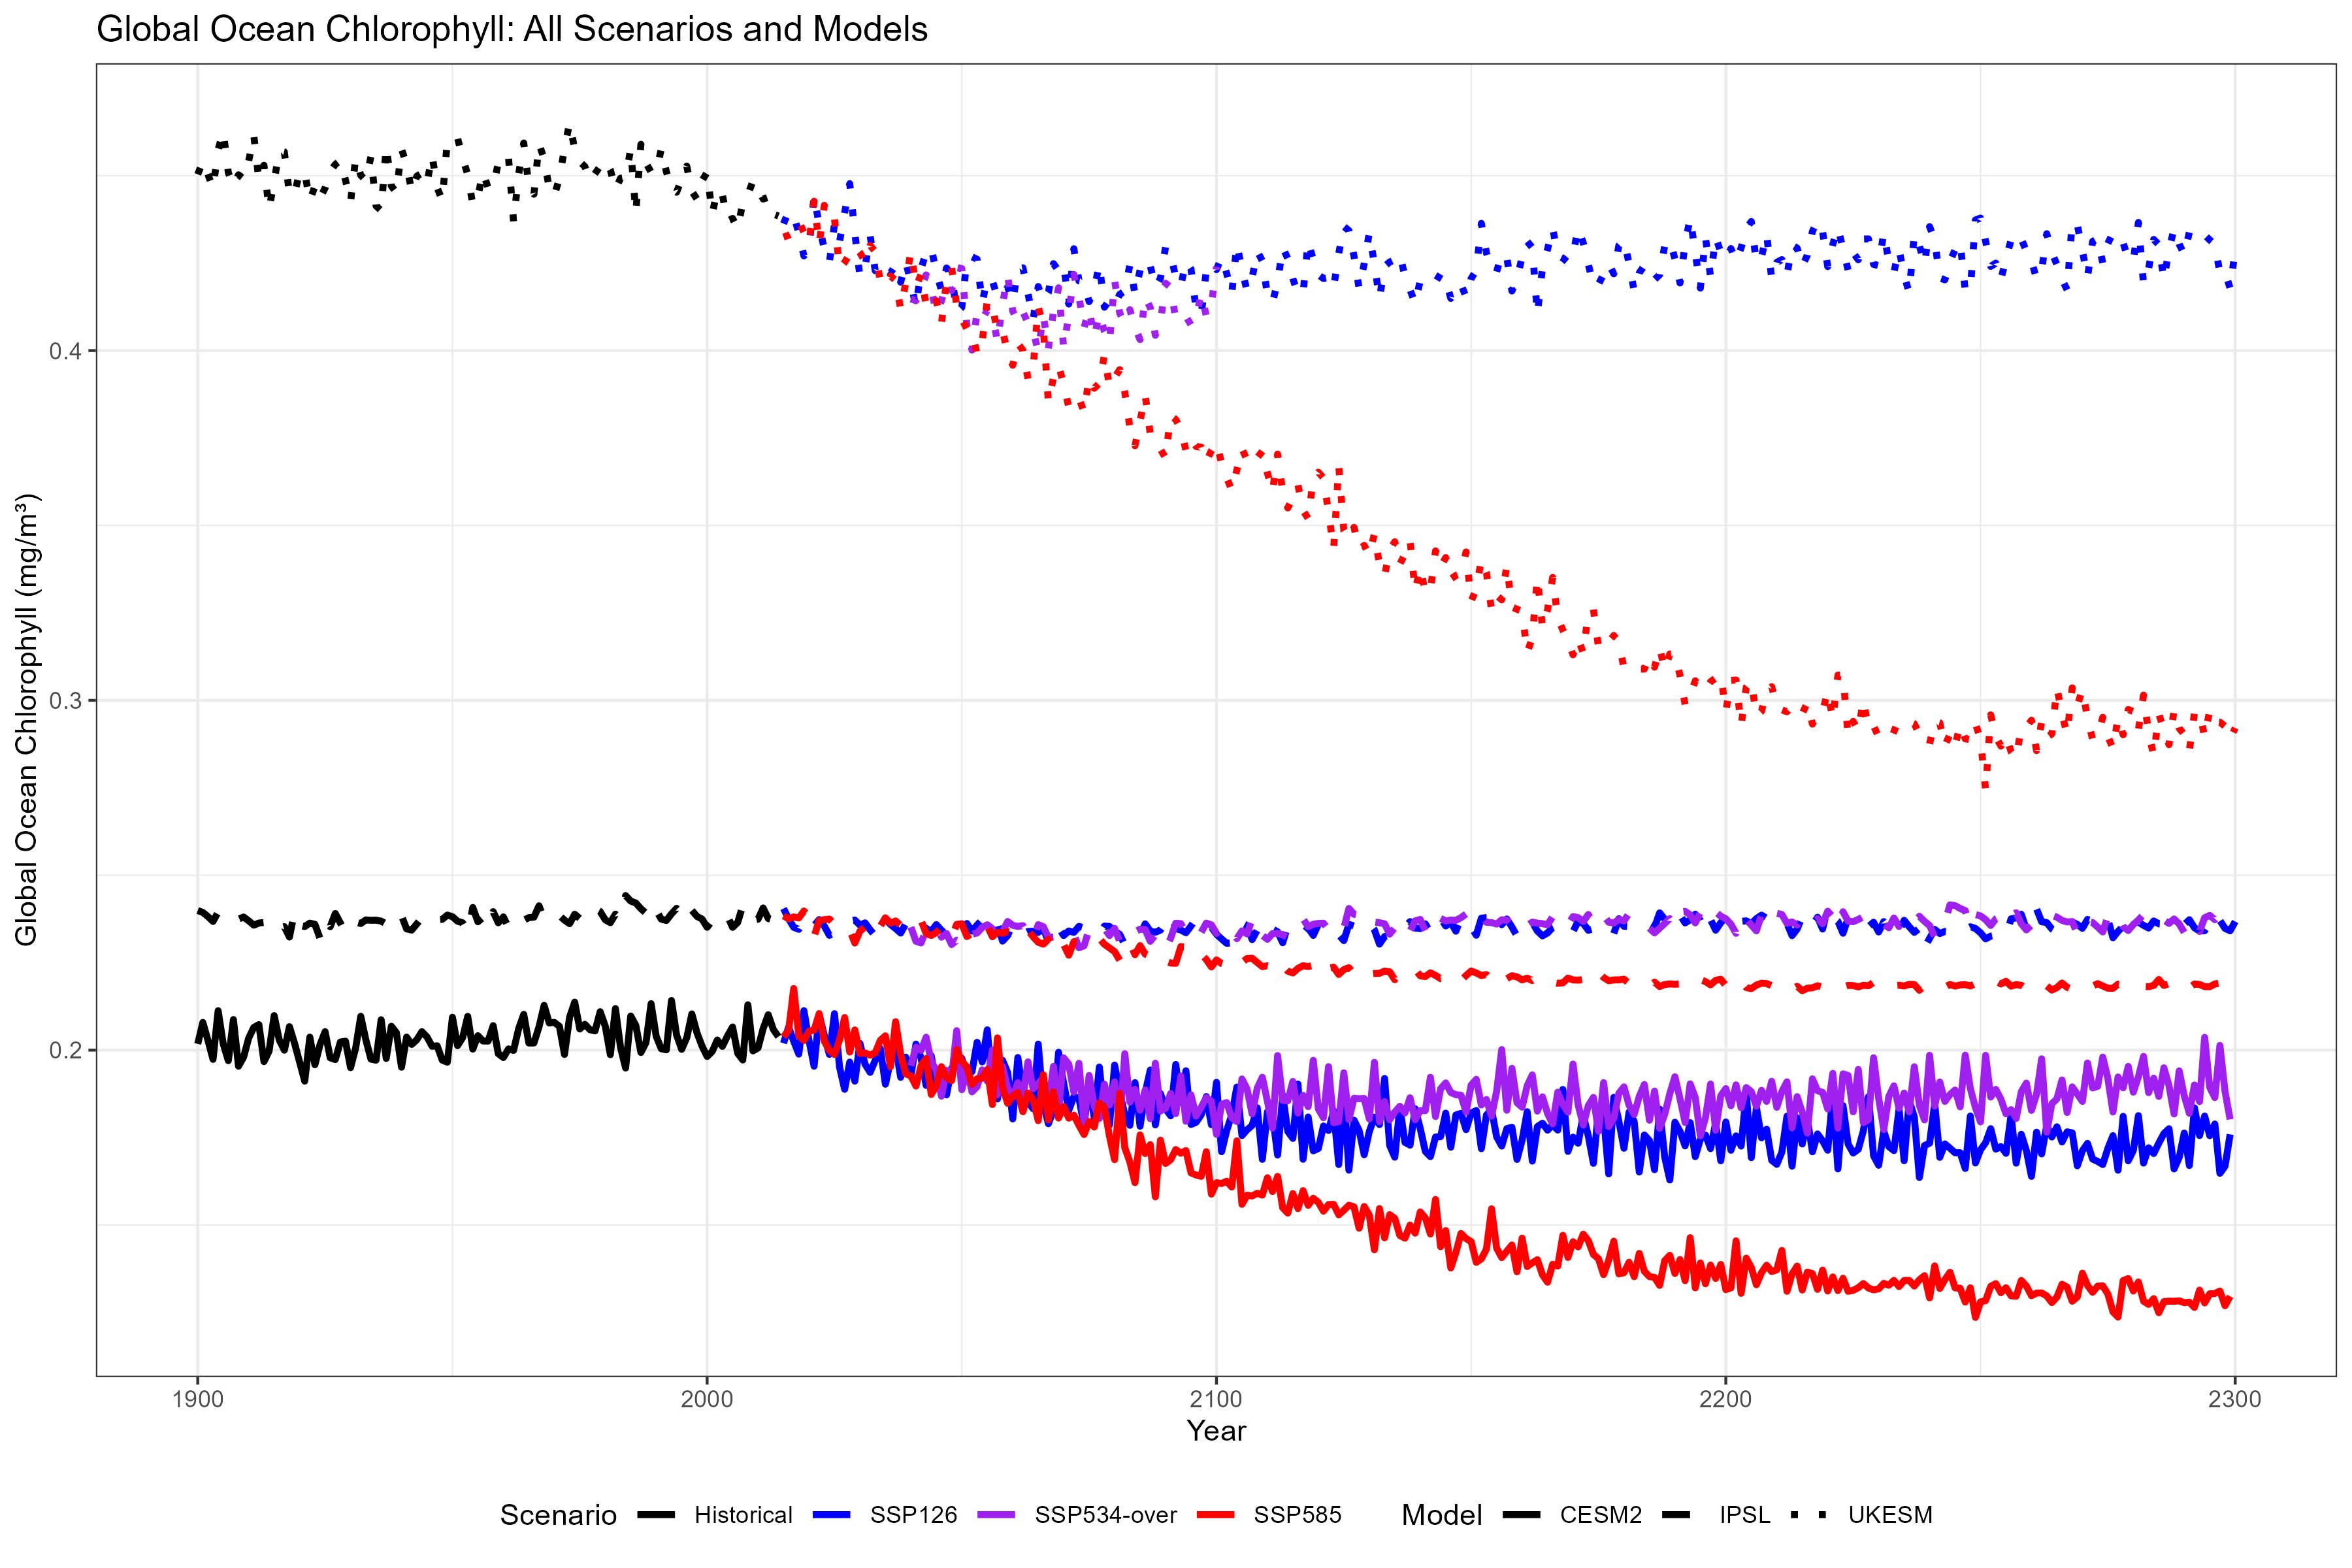 Global Ocean Chlorophyll: All Scenarios and Models
Global Ocean Chlorophyll (mg/m³)
0.4
0.3
0.2
1900 2000 2100 2200 2300
Year
Scenario Historical SSP126 SSP534-over SSP585 Model CESM2 IPSL UKESM